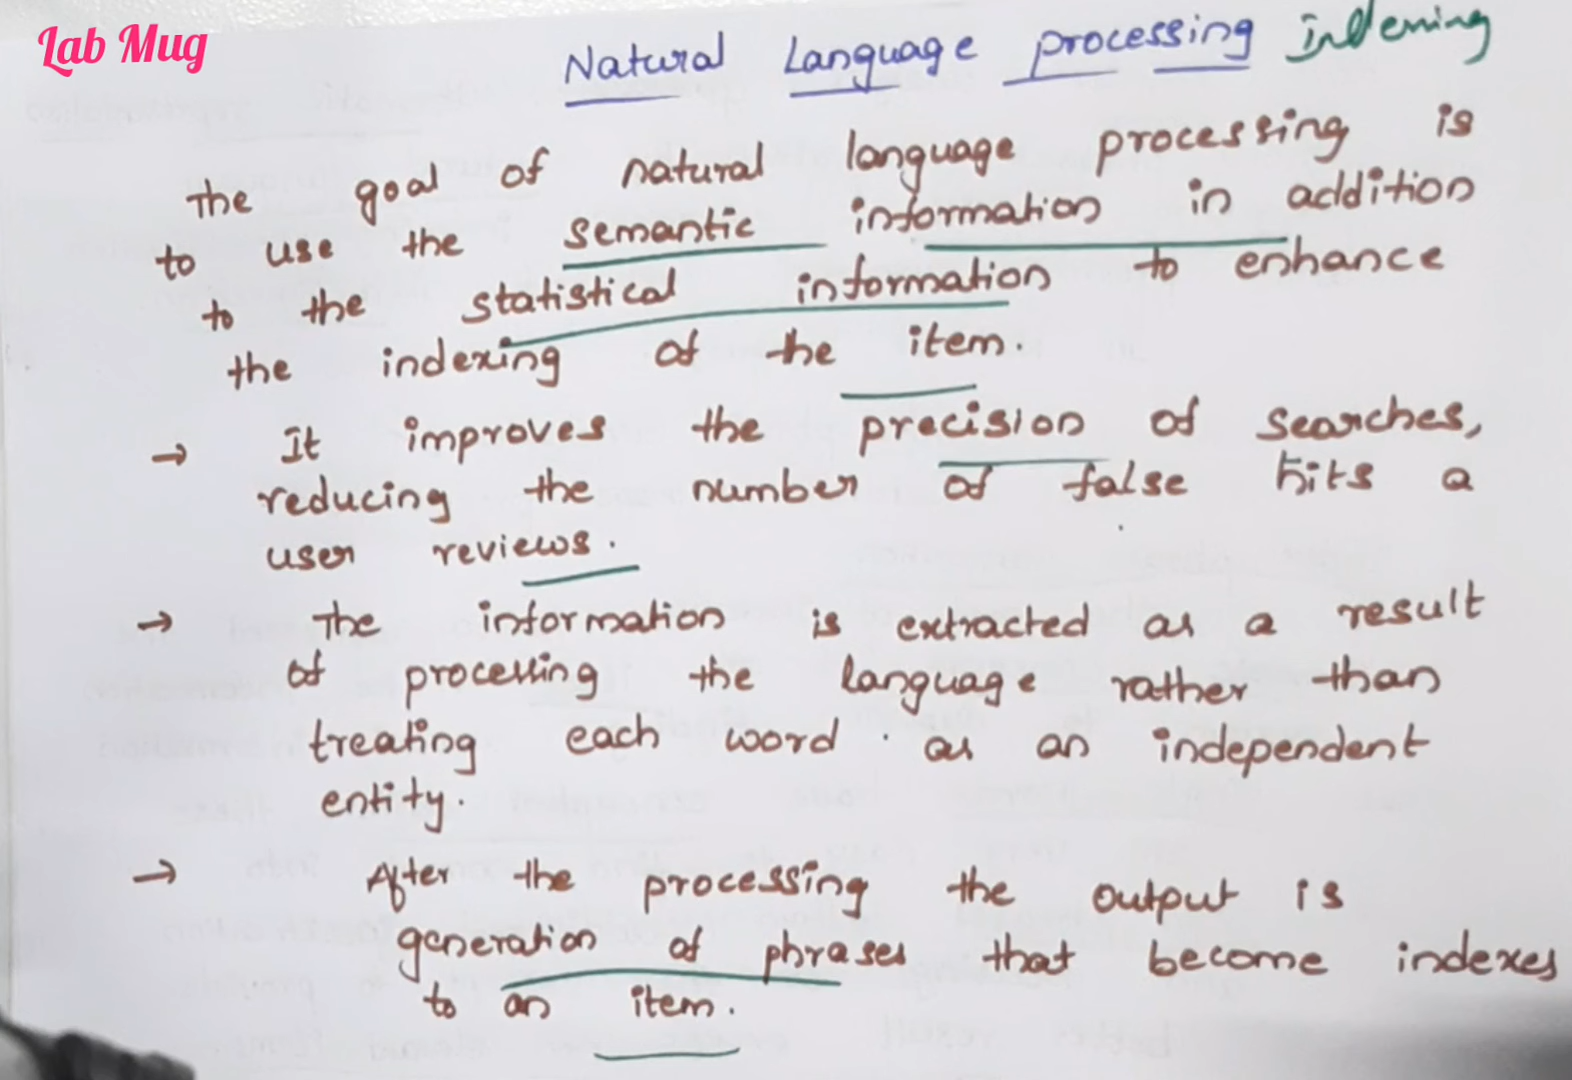 Lab Mug
Natural Language processing indexing
the goal of natural language processing is
to use the semantic information in addition
to the statistical information to enhance
the indexing of the item.
→ It improves the precision of searches,
reducing the number of false hits a
user reviews.
→ the information is extracted as a result
of processing the language rather than
treating each word as an independent
entity.
→ After the processing the output is
generation of phrases that become indexes
to an item.